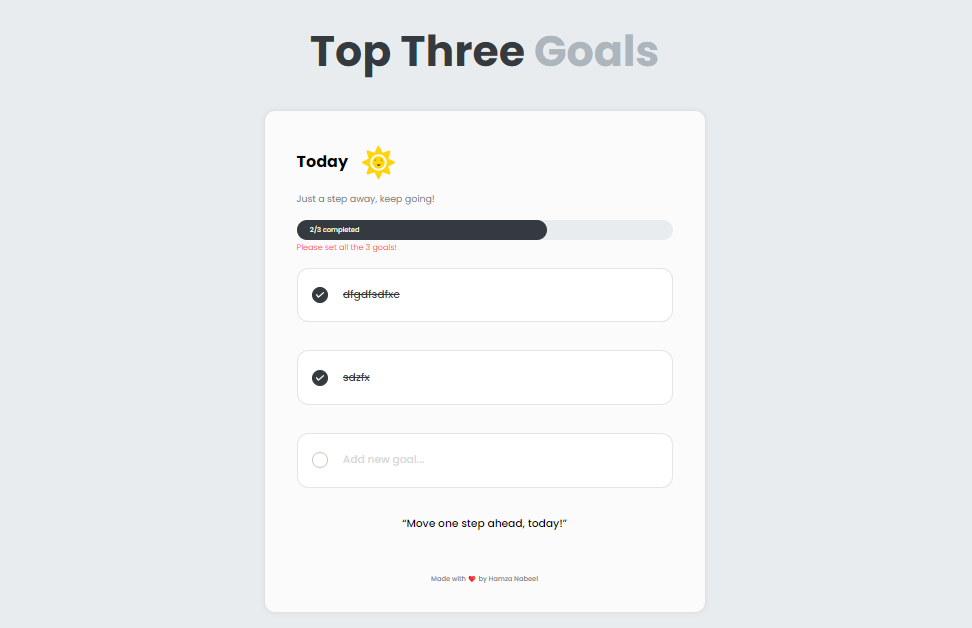 Top Three Goals
Today
Just a step away, keep going!
2/3 completed
Please set all the 3 goals!
dfgdfsdfxc
sdzfx
Add new goal...
“Move one step ahead, today!”
Made with ❤️ by Hamza Nabeel